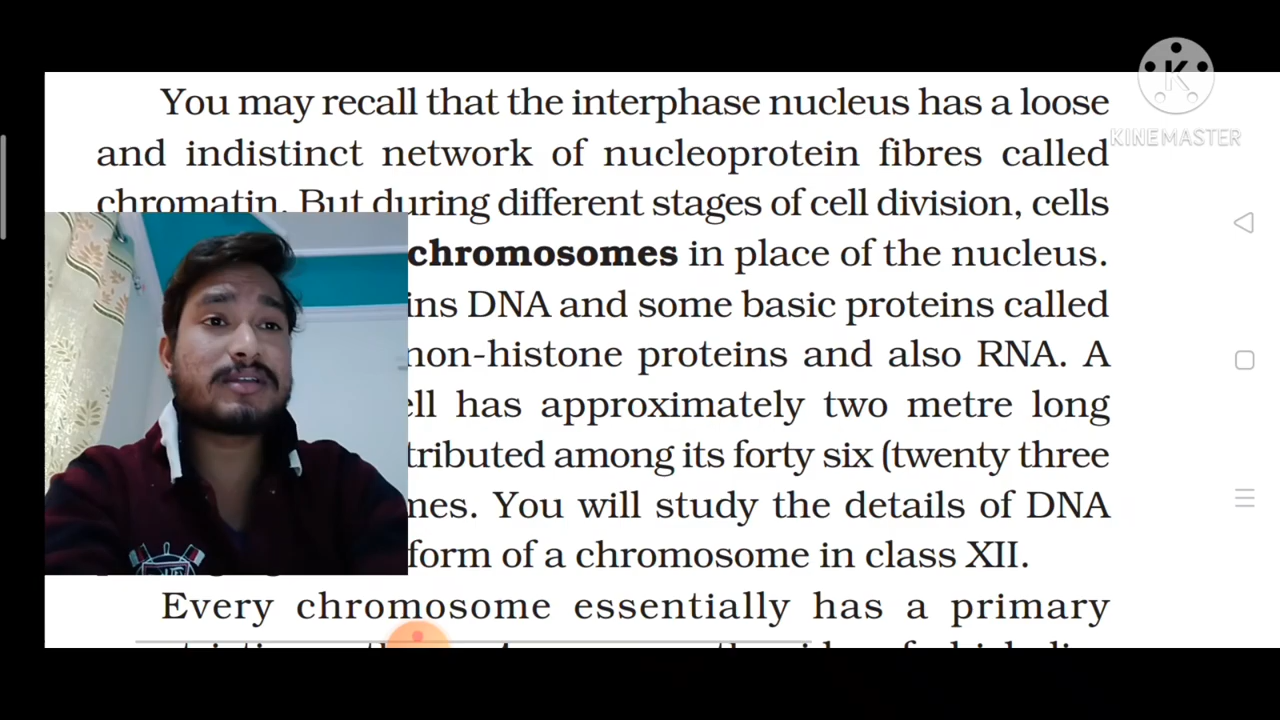 You may recall that the interphase nucleus has a loose
and indistinct network of nucleoprotein fibres called
chromatin. But during different stages of cell division, cells
chromosomes in place of the nucleus.
ins DNA and some basic proteins called
non-histone proteins and also RNA. A
ell has approximately two metre long
tributed among its forty six (twenty three
mes. You will study the details of DNA
form of a chromosome in class XII.
Every chromosome essentially has a primary
K
KINEMASTER